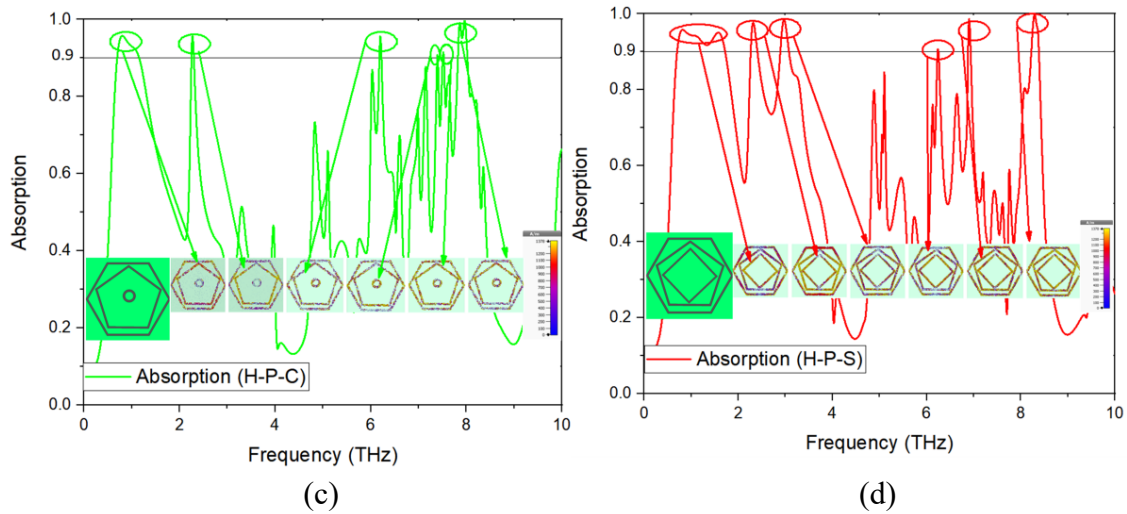 (c)
1.0
0.9
0.8
0.6
0.4
0.2
0.0
Absorption
Absorption (H-P-C)
0 2 4 6 8 10
Frequency (THz)
(d)
1.0
0.9
0.8
0.6
0.4
0.2
0.0
Absorption
Absorption (H-P-S)
0 2 4 6 8 10
Frequency (THz)